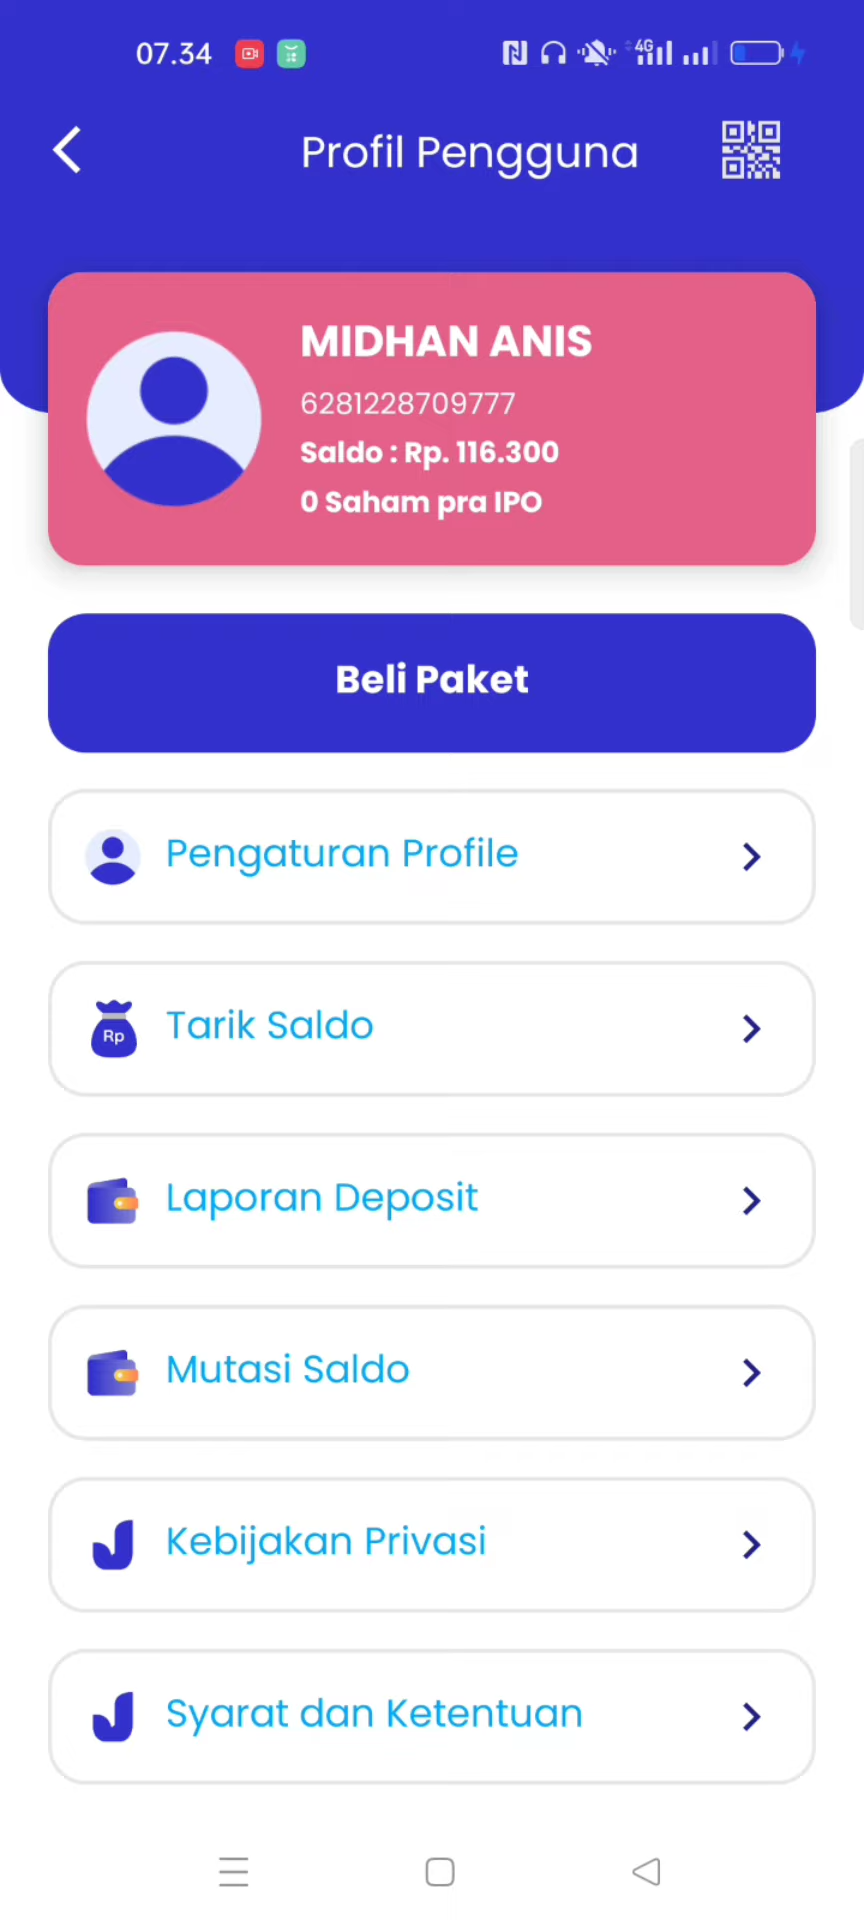 07.34
4G
Profil Pengguna
MIDHAN ANIS
6281228709777
Saldo : Rp. 116.300
0 Saham pra IPO
Beli Paket
Pengaturan Profile
Rp
Tarik Saldo
Laporan Deposit
Mutasi Saldo
Kebijakan Privasi
Syarat dan Ketentuan